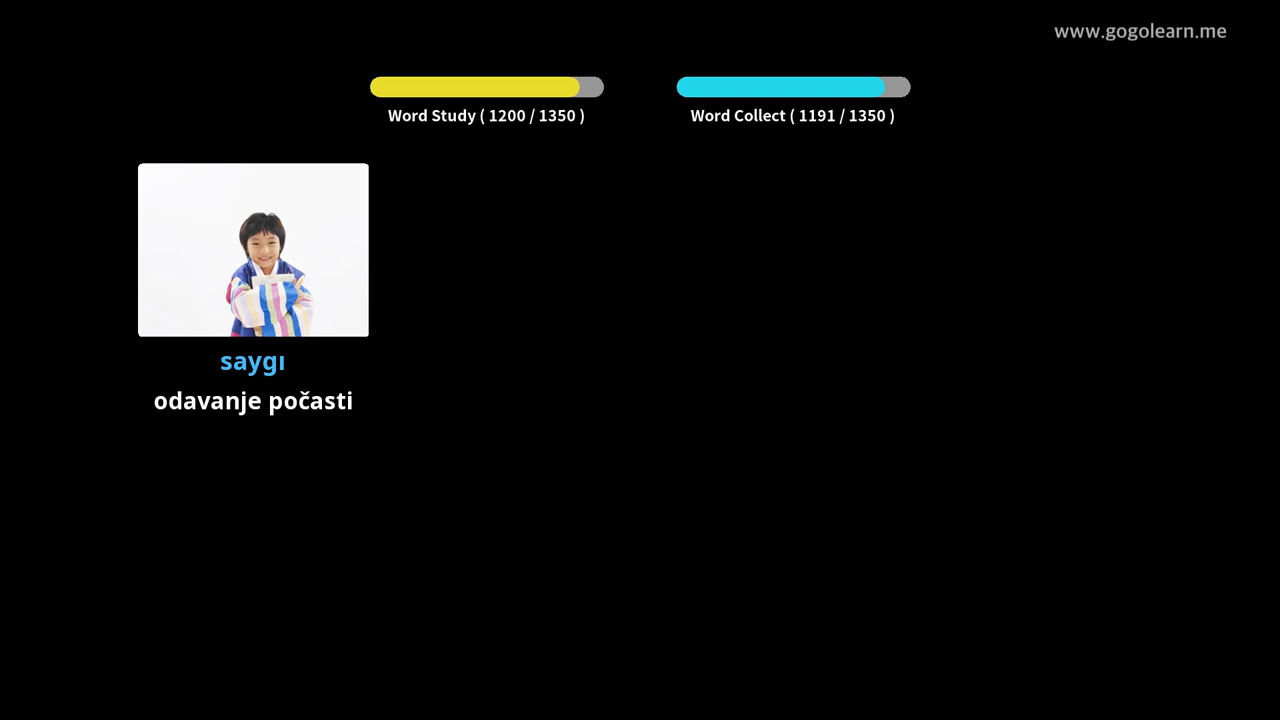 www.gogolearn.me
Word Study ( 1200 / 1350 )
Word Collect ( 1191 / 1350 )
saygı
odavanje počasti